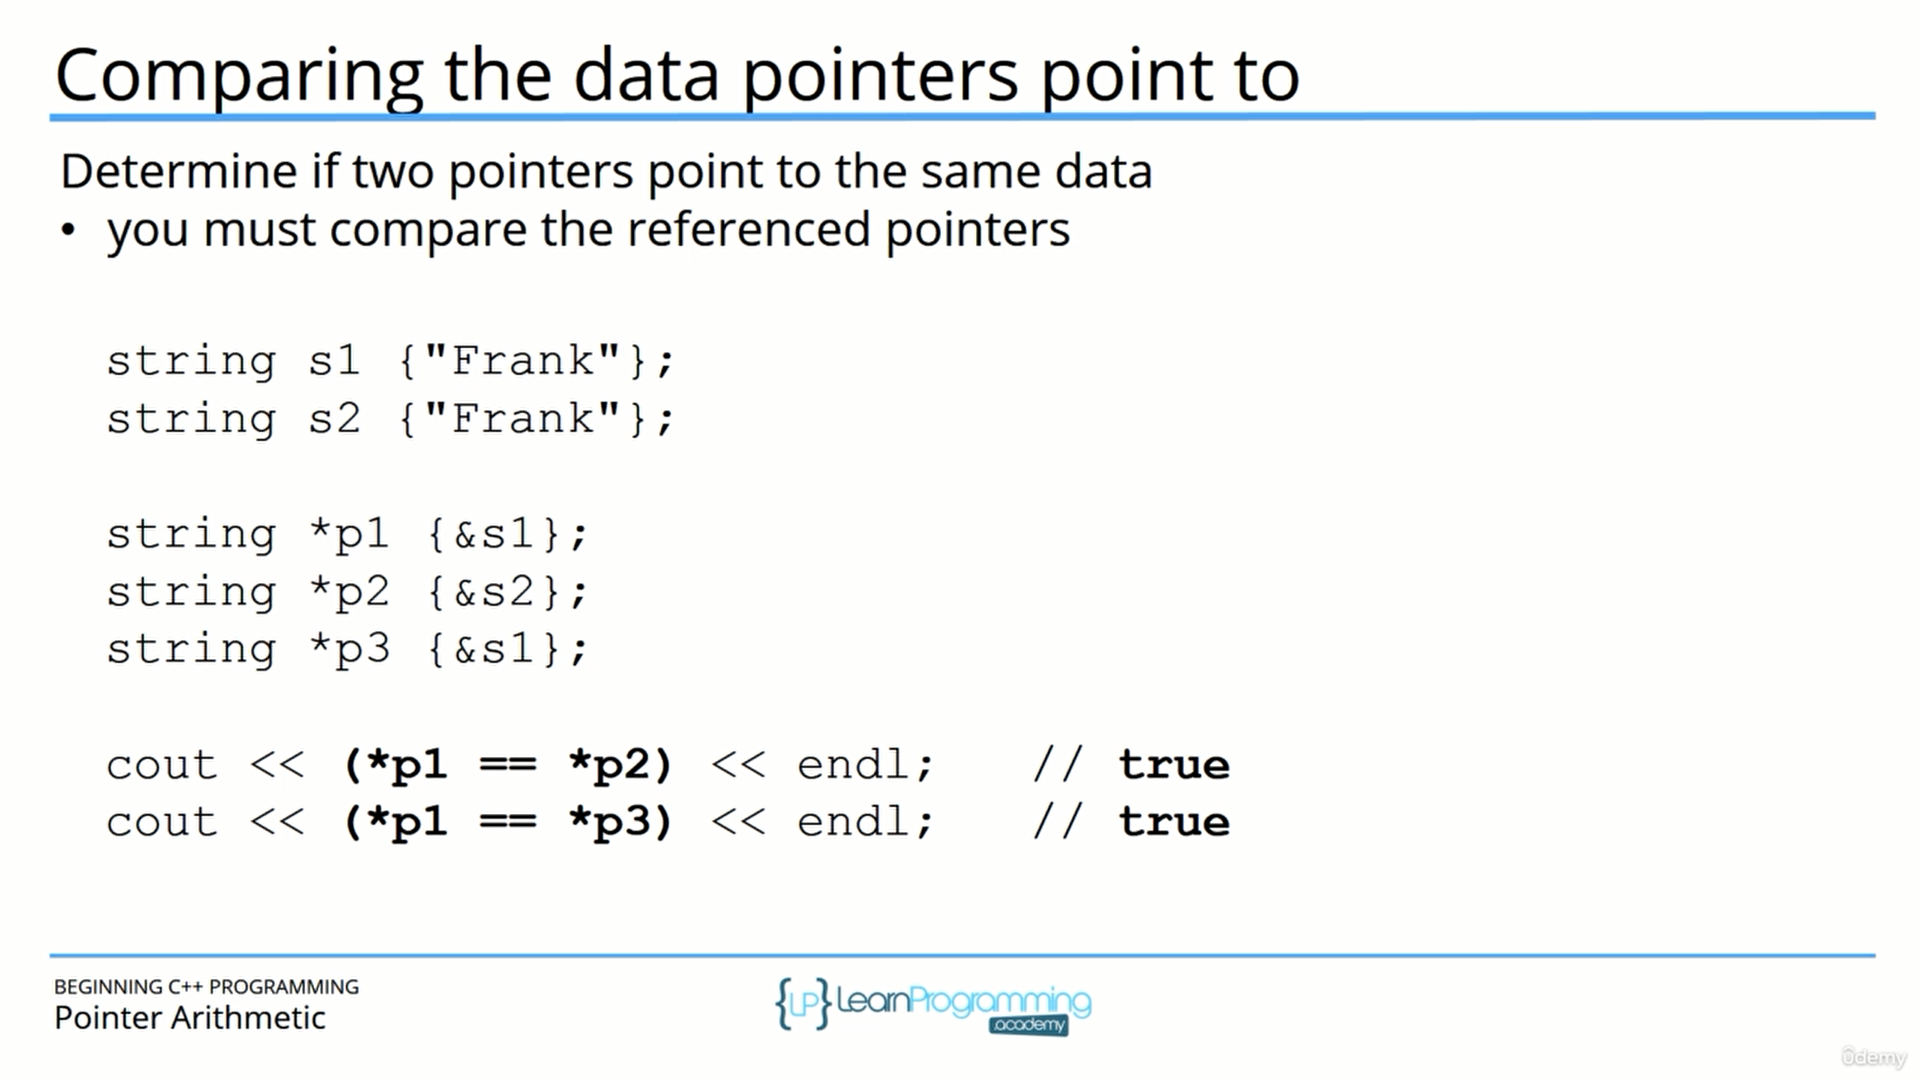 Comparing the data pointers point to
Determine if two pointers point to the same data
• you must compare the referenced pointers
string s1 {"Frank"};
string s2 {"Frank"};
string *p1 {&s1};
string *p2 {&s2};
string *p3 {&s1};
cout << (*p1 == *p2) << endl;   // true
cout << (*p1 == *p3) << endl;   // true
BEGINNING C++ PROGRAMMING
Pointer Arithmetic
{LP} LearnProgramming
academy
ûdemy